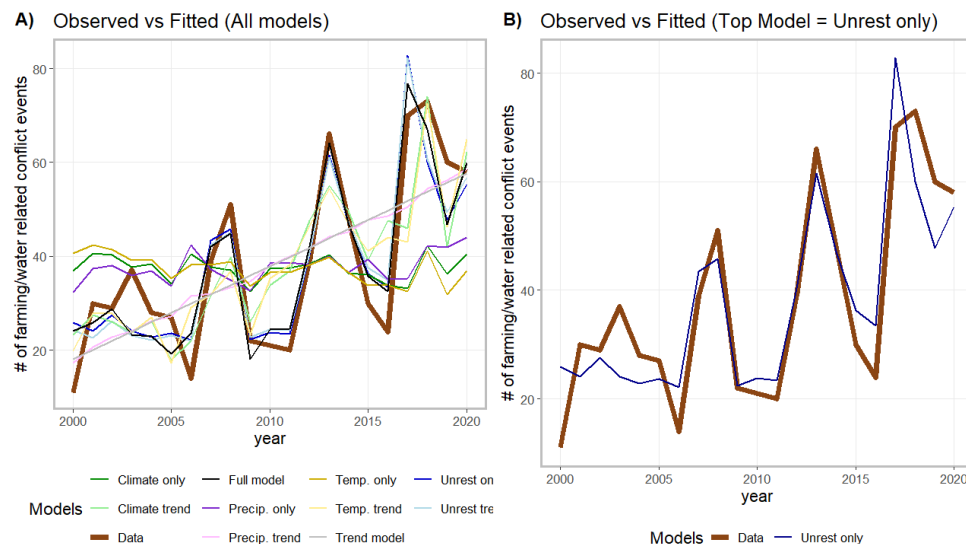 A) Observed vs Fitted (All models)
# of farming/water related conflict events
80
60
40
20
2000 2005 2010 2015 2020
year
Models
Climate only Full model Temp. only Unrest on
Climate trend Precip. only Temp. trend Unrest tre
Data Precip. trend Trend model
B) Observed vs Fitted (Top Model = Unrest only)
# of farming/water related conflict events
80
60
40
20
2000 2005 2010 2015 2020
year
Models Data Unrest only